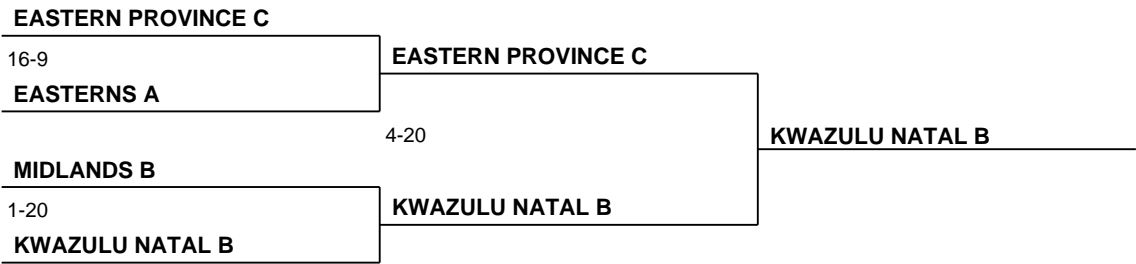 EASTERN PROVINCE C
16-9
EASTERN PROVINCE C
EASTERNS A
4-20
KWAZULU NATAL B
MIDLANDS B
1-20
KWAZULU NATAL B
KWAZULU NATAL B